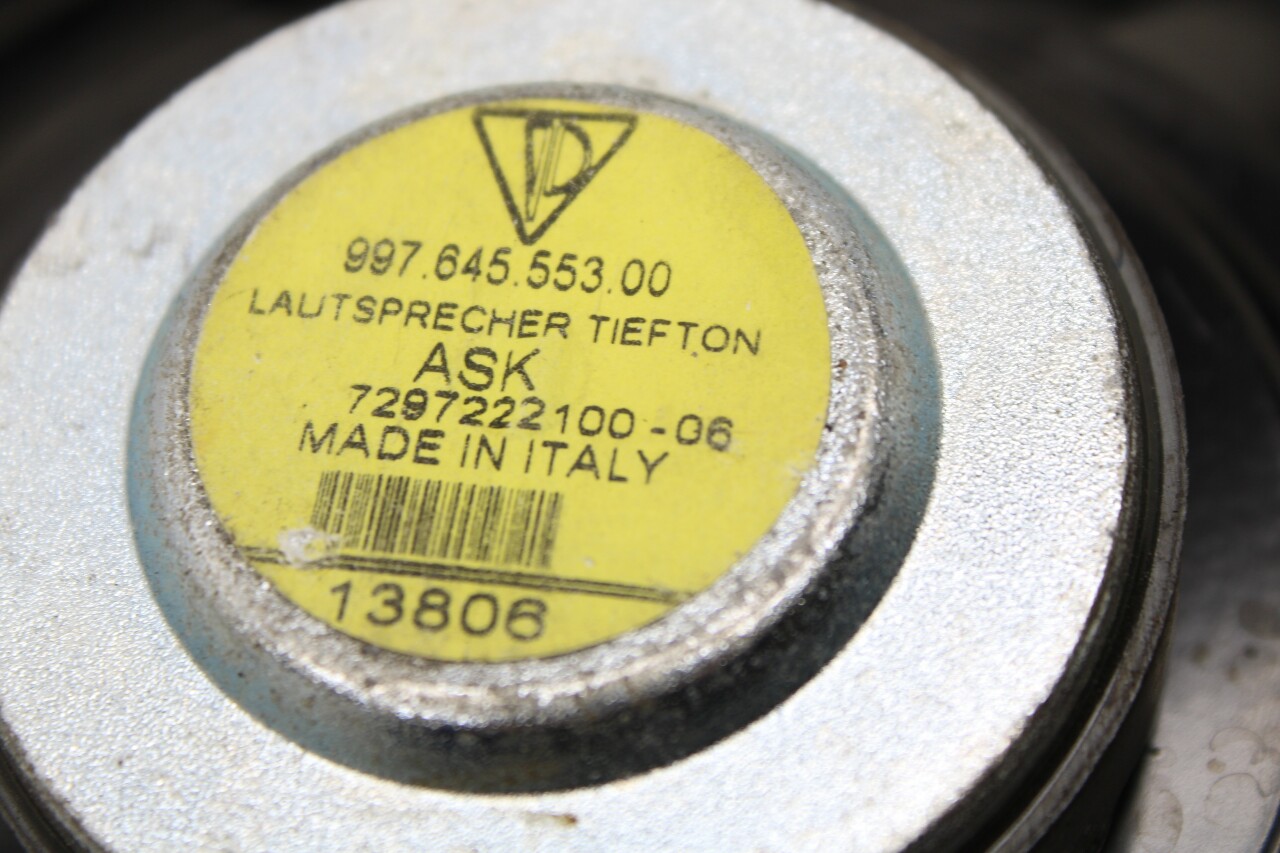 997.645.553.00
LAUTSPRECHER TIEFTON
ASK
7297222100-06
MADE IN ITALY
13806